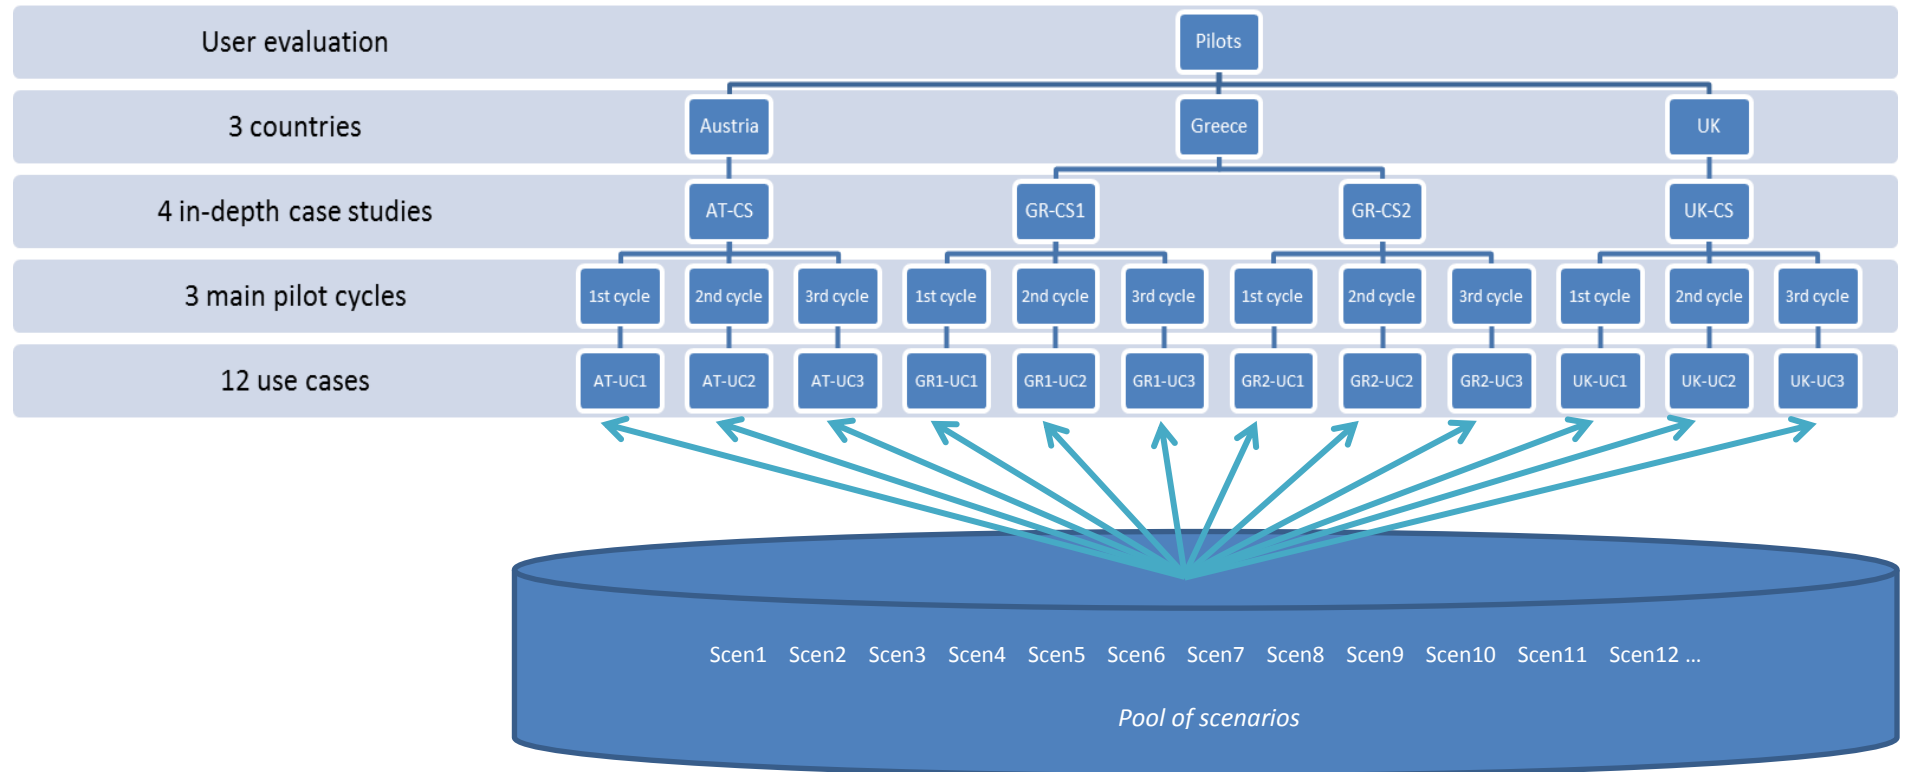 User evaluation
Pilots
3 countries
Austria
Greece
UK
4 in-depth case studies
AT-CS
GR-CS1
GR-CS2
UK-CS
3 main pilot cycles
1st cycle
2nd cycle
3rd cycle
1st cycle
2nd cycle
3rd cycle
1st cycle
2nd cycle
3rd cycle
1st cycle
2nd cycle
3rd cycle
12 use cases
AT-UC1
AT-UC2
AT-UC3
GR1-UC1
GR1-UC2
GR1-UC3
GR2-UC1
GR2-UC2
GR2-UC3
UK-UC1
UK-UC2
UK-UC3
Scen1 Scen2 Scen3 Scen4 Scen5 Scen6 Scen7 Scen8 Scen9 Scen10 Scen11 Scen12 ...
Pool of scenarios